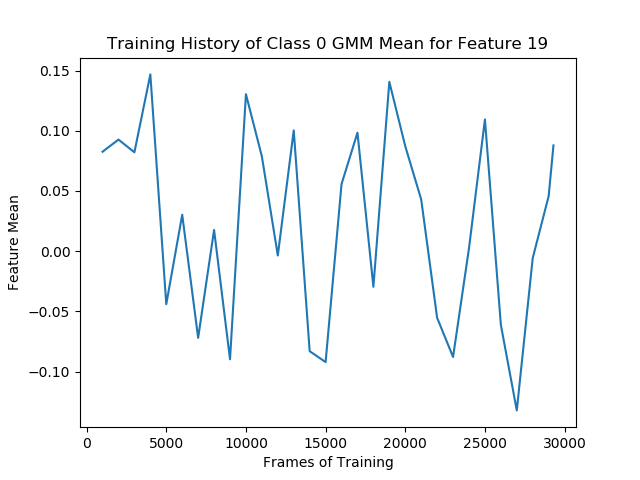 Training History of Class 0 GMM Mean for Feature 19
0.15
0.10
0.05
0.00
−0.05
−0.10
Feature Mean
0 5000 10000 15000 20000 25000 30000
Frames of Training